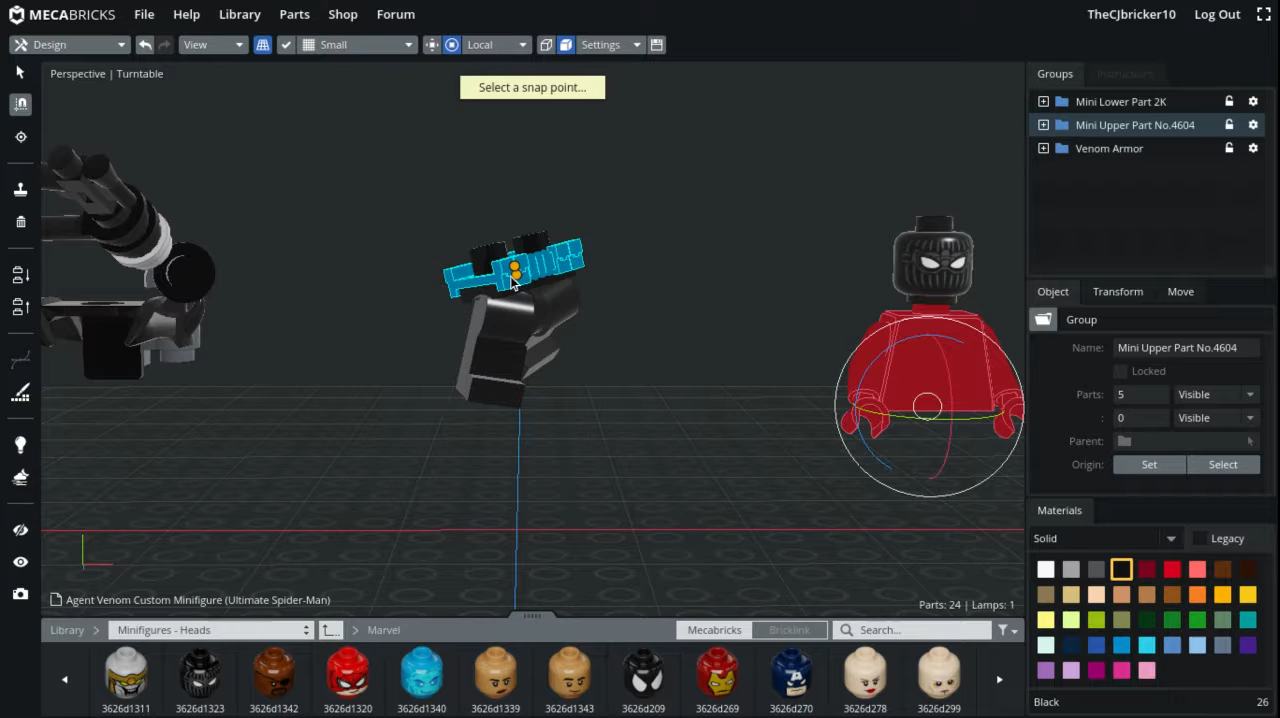 MECABRICKS File Help Library Parts Shop Forum TheCJbricker10 Log Out
Design View Small Local Settings
Perspective | Turntable
Select a snap point...
Groups Instructions
Mini Lower Part 2K
Mini Upper Part No.4604
Venom Armor
Object Transform Move
Group
Name: Mini Upper Part No.4604
Locked
Parts: 5 Visible
: 0 Visible
Parent:
Origin: Set Select
Materials
Solid Legacy
Black 26
Agent Venom Custom Minifigure (Ultimate Spider-Man)
Parts: 24 | Lamps: 1
Library > Minifigures - Heads > Marvel Mecabricks Bricklink Search...
3626d1311 3626d1323 3626d1342 3626d1320 3626d1340 3626d1339 3626d1343 3626d209 3626d269 3626d270 3626d278 3626d299